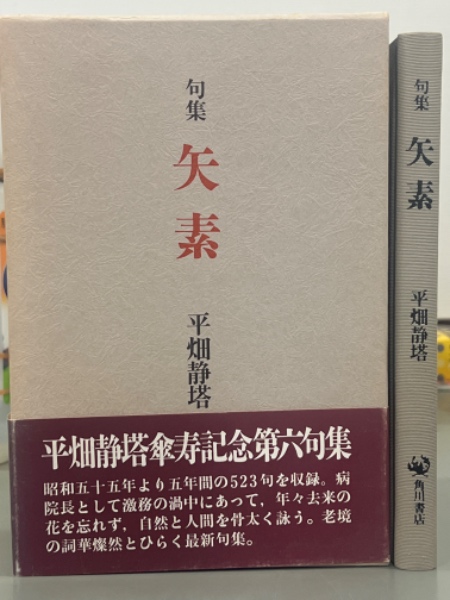 句集
矢素
平畑静塔
平畑静塔傘寿記念第六句集
昭和五十五年より五年間の523句を収録。病
院長として激務の渦中にあって，年々去来の
花を忘れず，自然と人間を骨太く詠う。老境
の詞華燦然とひらく最新句集。
句集
矢素
平畑静塔
角川書店